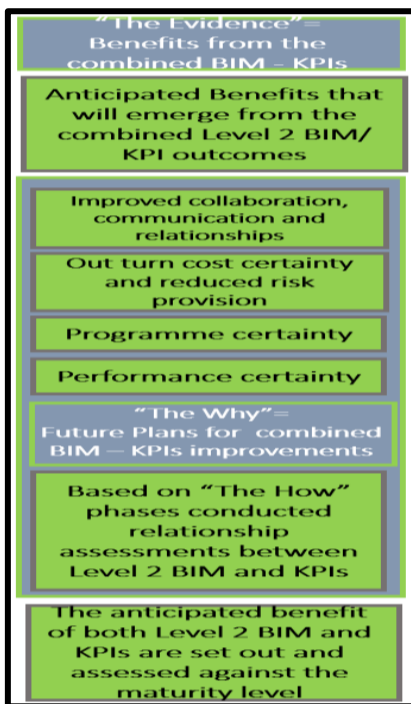 “The Evidence”=
Benefits from the
combined BIM - KPIs
Anticipated Benefits that
will emerge from the
combined Level 2 BIM/
KPI outcomes
Improved collaboration,
communication and
relationships
Out turn cost certainty
and reduced risk
provision
Programme certainty
Performance certainty
“The Why”=
Future Plans for combined
BIM – KPIs improvements
Based on “The How”
phases conducted
relationship
assessments between
Level 2 BIM and KPIs
The anticipated benefit
of both Level 2 BIM and
KPIs are set out and
assessed against the
maturity level